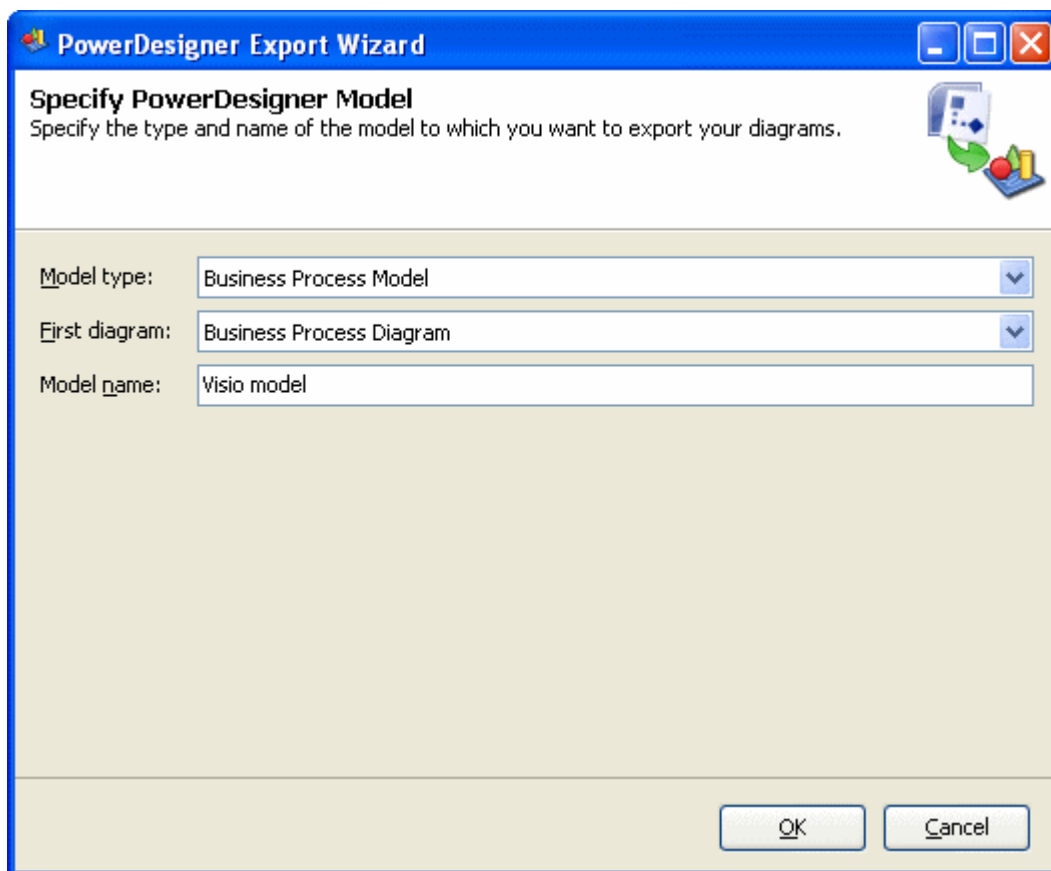 PowerDesigner Export Wizard
Specify PowerDesigner Model
Specify the type and name of the model to which you want to export your diagrams.
Model type: Business Process Model
First diagram: Business Process Diagram
Model name: Visio model
OK Cancel